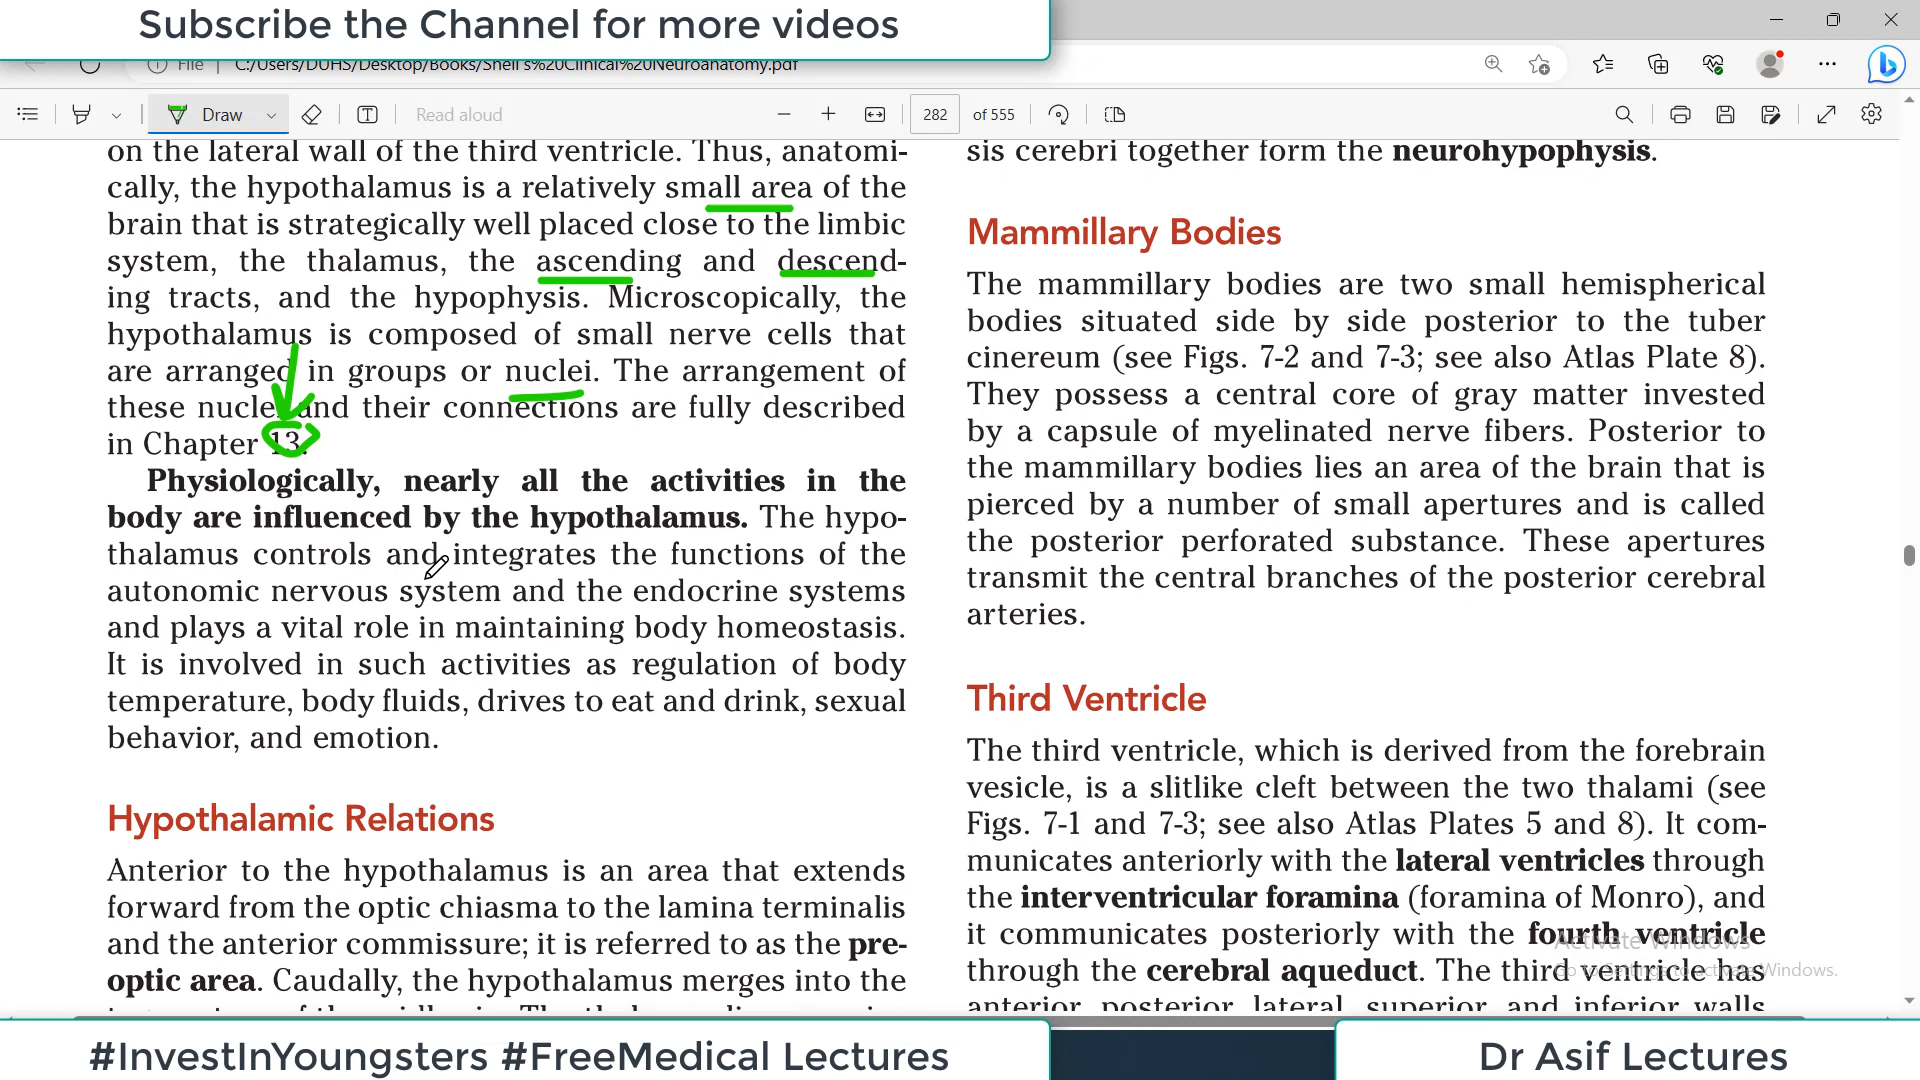 Subscribe the Channel for more videos
File
C:/Users/DUHS/Desktop/Books/Snell's%20Clinical%20Neuroanatomy.pdf
Draw
Read aloud
282 of 555
on the lateral wall of the third ventricle. Thus, anatomi-
cally, the hypothalamus is a relatively small area of the
brain that is strategically well placed close to the limbic
system, the thalamus, the ascending and descend-
ing tracts, and the hypophysis. Microscopically, the
hypothalamus is composed of small nerve cells that
are arranged in groups or nuclei. The arrangement of
these nuclei and their connections are fully described
in Chapter 13.
Physiologically, nearly all the activities in the
body are influenced by the hypothalamus. The hypo-
thalamus controls and integrates the functions of the
autonomic nervous system and the endocrine systems
and plays a vital role in maintaining body homeostasis.
It is involved in such activities as regulation of body
temperature, body fluids, drives to eat and drink, sexual
behavior, and emotion.
Hypothalamic Relations
Anterior to the hypothalamus is an area that extends
forward from the optic chiasma to the lamina terminalis
and the anterior commissure; it is referred to as the pre-
optic area. Caudally, the hypothalamus merges into the
sis cerebri together form the neurohypophysis.
Mammillary Bodies
The mammillary bodies are two small hemispherical
bodies situated side by side posterior to the tuber
cinereum (see Figs. 7-2 and 7-3; see also Atlas Plate 8).
They possess a central core of gray matter invested
by a capsule of myelinated nerve fibers. Posterior to
the mammillary bodies lies an area of the brain that is
pierced by a number of small apertures and is called
the posterior perforated substance. These apertures
transmit the central branches of the posterior cerebral
arteries.
Third Ventricle
The third ventricle, which is derived from the forebrain
vesicle, is a slitlike cleft between the two thalami (see
Figs. 7-1 and 7-3; see also Atlas Plates 5 and 8). It com-
municates anteriorly with the lateral ventricles through
the interventricular foramina (foramina of Monro), and
it communicates posteriorly with the fourth ventricle
through the cerebral aqueduct. The third ventricle has
anterior, posterior, lateral, superior, and inferior walls
Activate Windows
Go to Settings to activate Windows.
#InvestInYoungsters #FreeMedical Lectures
Dr Asif Lectures